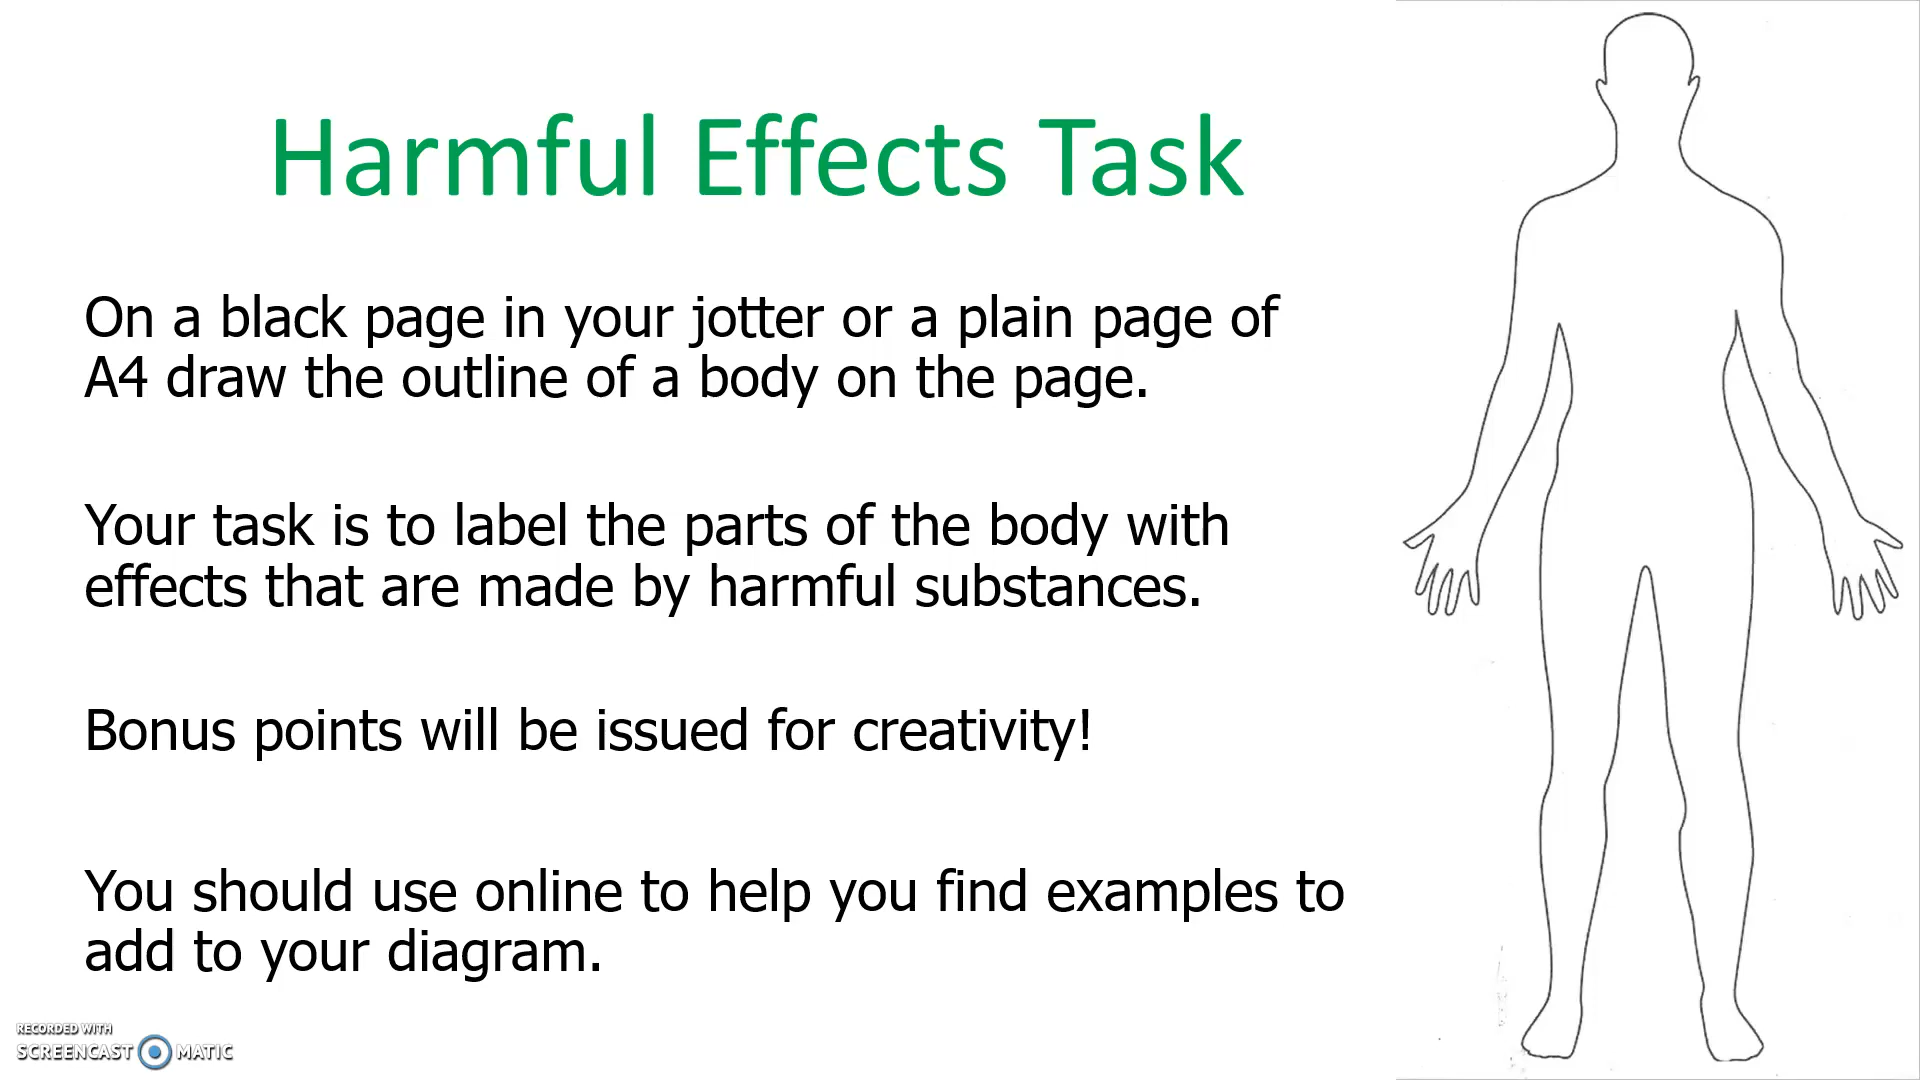 Harmful Effects Task
On a black page in your jotter or a plain page of
A4 draw the outline of a body on the page.
Your task is to label the parts of the body with
effects that are made by harmful substances.
Bonus points will be issued for creativity!
You should use online to help you find examples to
add to your diagram.
RECORDED WITH
SCREENCAST MATIC